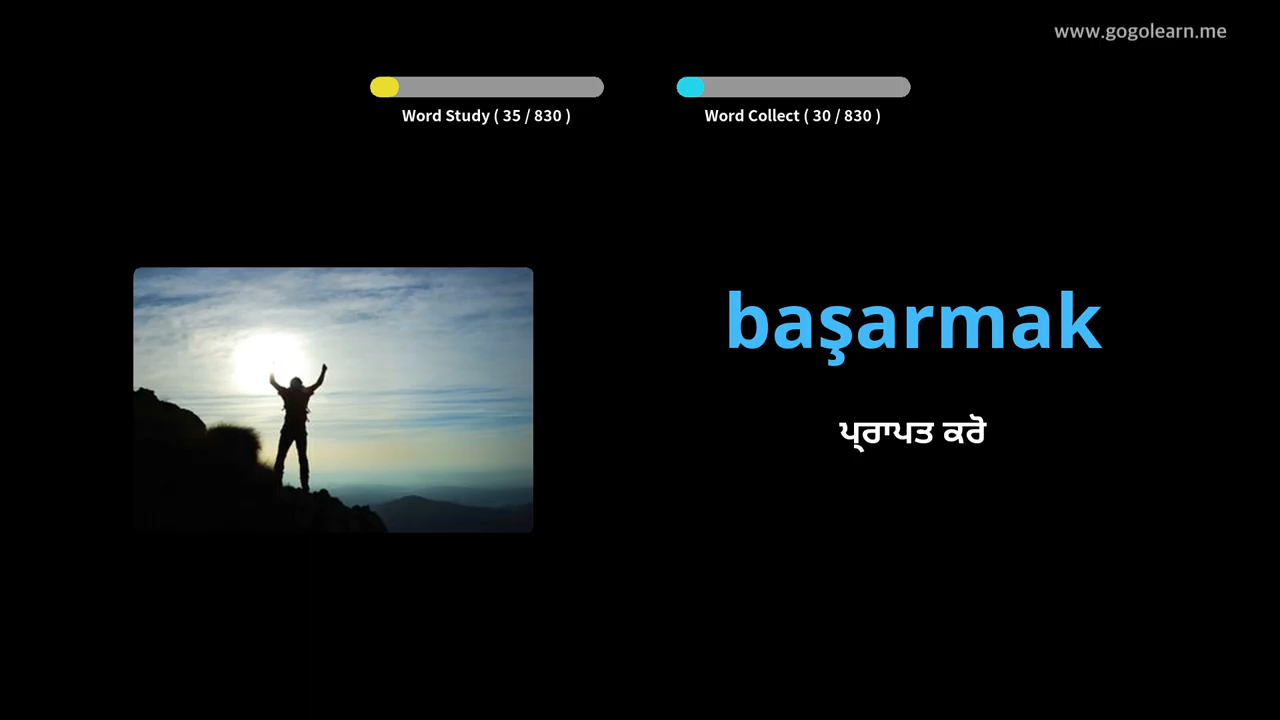 www.gogolearn.me
Word Study ( 35 / 830 )
Word Collect ( 30 / 830 )
başarmak
ਪ੍ਰਾਪਤ ਕਰੋ